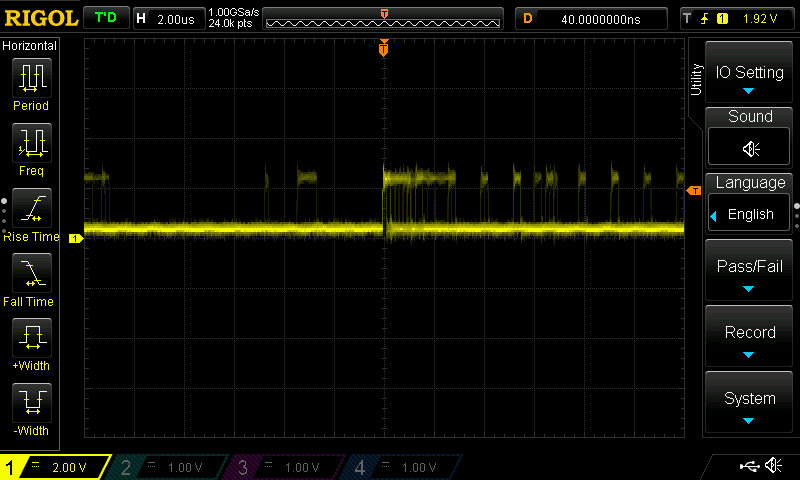 RIGOL T'D H 2.00us 1.00GSa/s 24.0k pts T D 40.0000000ns T 1 1.92 V
Horizontal
Period
Freq
Rise Time
Fall Time
+Width
-Width
T
T
1
Utility
IO Setting
Sound
Language
English
Pass/Fail
Record
System
1 2.00 V 2 1.00 V 3 1.00 V 4 1.00 V